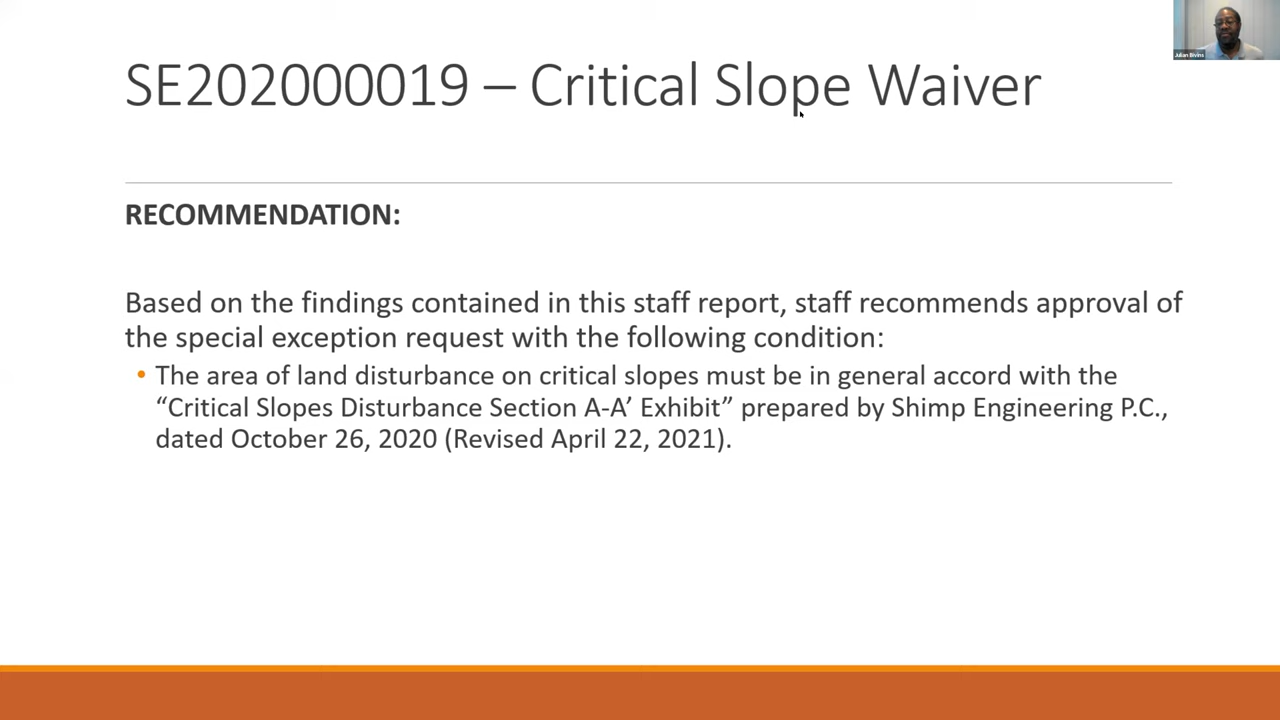 Julian Bivins
SE202000019 – Critical Slope Waiver
RECOMMENDATION:
Based on the findings contained in this staff report, staff recommends approval of
the special exception request with the following condition:
• The area of land disturbance on critical slopes must be in general accord with the
“Critical Slopes Disturbance Section A-A’ Exhibit” prepared by Shimp Engineering P.C.,
dated October 26, 2020 (Revised April 22, 2021).